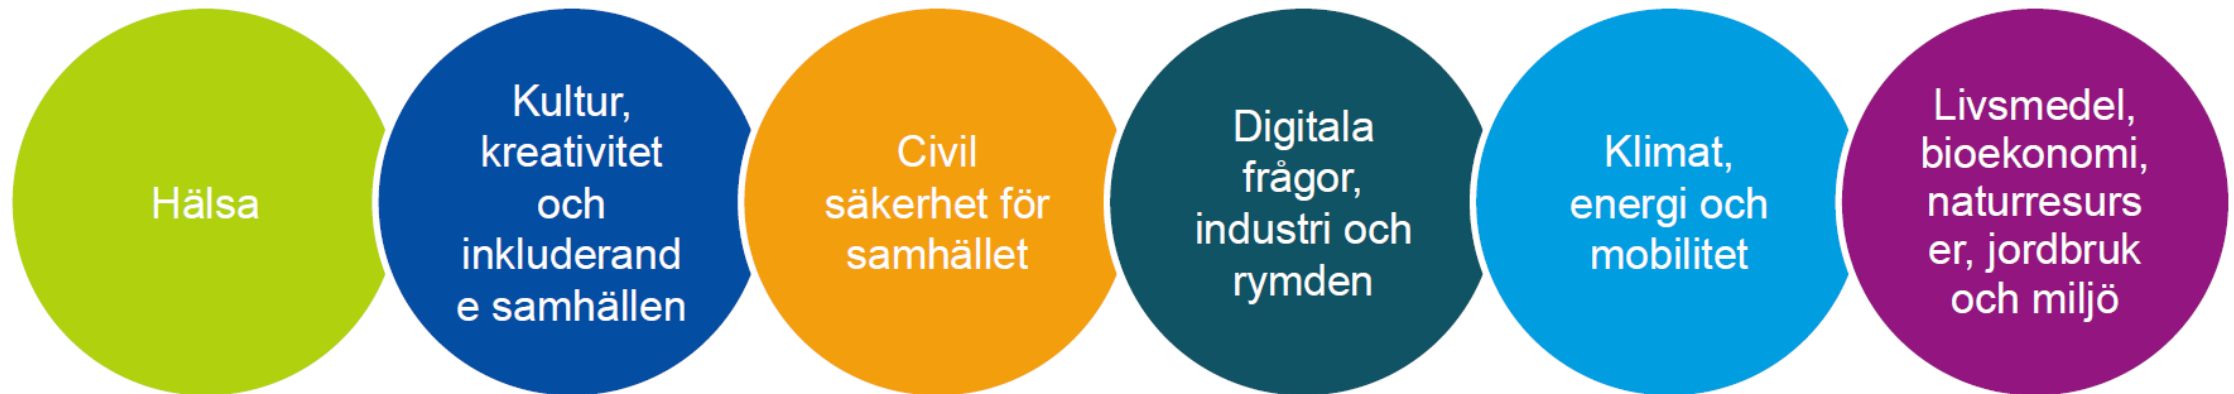 Hälsa
Kultur,
kreativitet
och
inkluderand
e samhällen
Civil
säkerhet för
samhället
Digitala
frågor,
industri och
rymden
Klimat,
energi och
mobilitet
Livsmedel,
bioekonomi,
naturresurs
er, jordbruk
och miljö